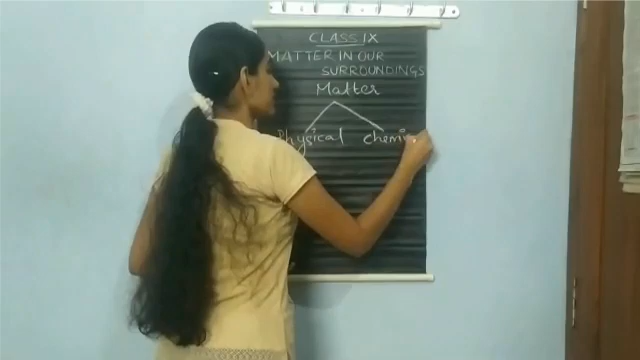 CLASS IX
MATTER IN OUR
SURROUNDINGS
Matter
Physical chemi